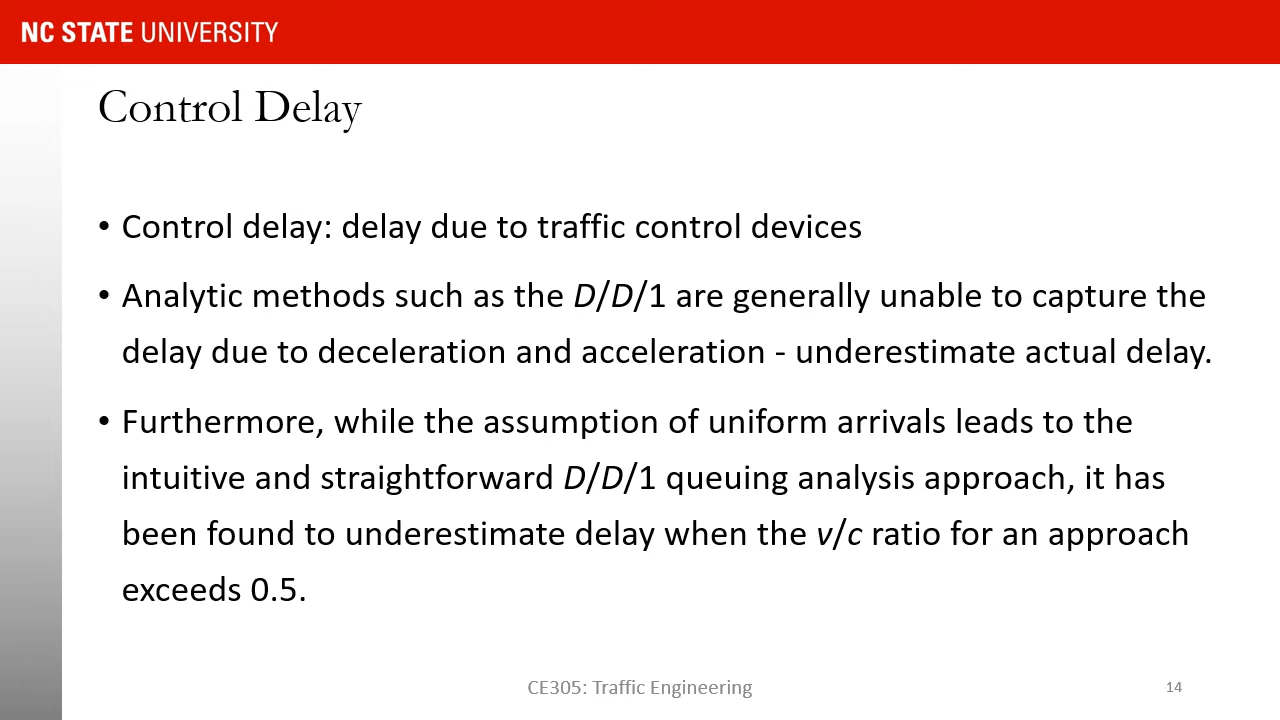 NC STATE UNIVERSITY
Control Delay
• Control delay: delay due to traffic control devices
• Analytic methods such as the D/D/1 are generally unable to capture the
delay due to deceleration and acceleration - underestimate actual delay.
• Furthermore, while the assumption of uniform arrivals leads to the
intuitive and straightforward D/D/1 queuing analysis approach, it has
been found to underestimate delay when the v/c ratio for an approach
exceeds 0.5.
CE305: Traffic Engineering
14